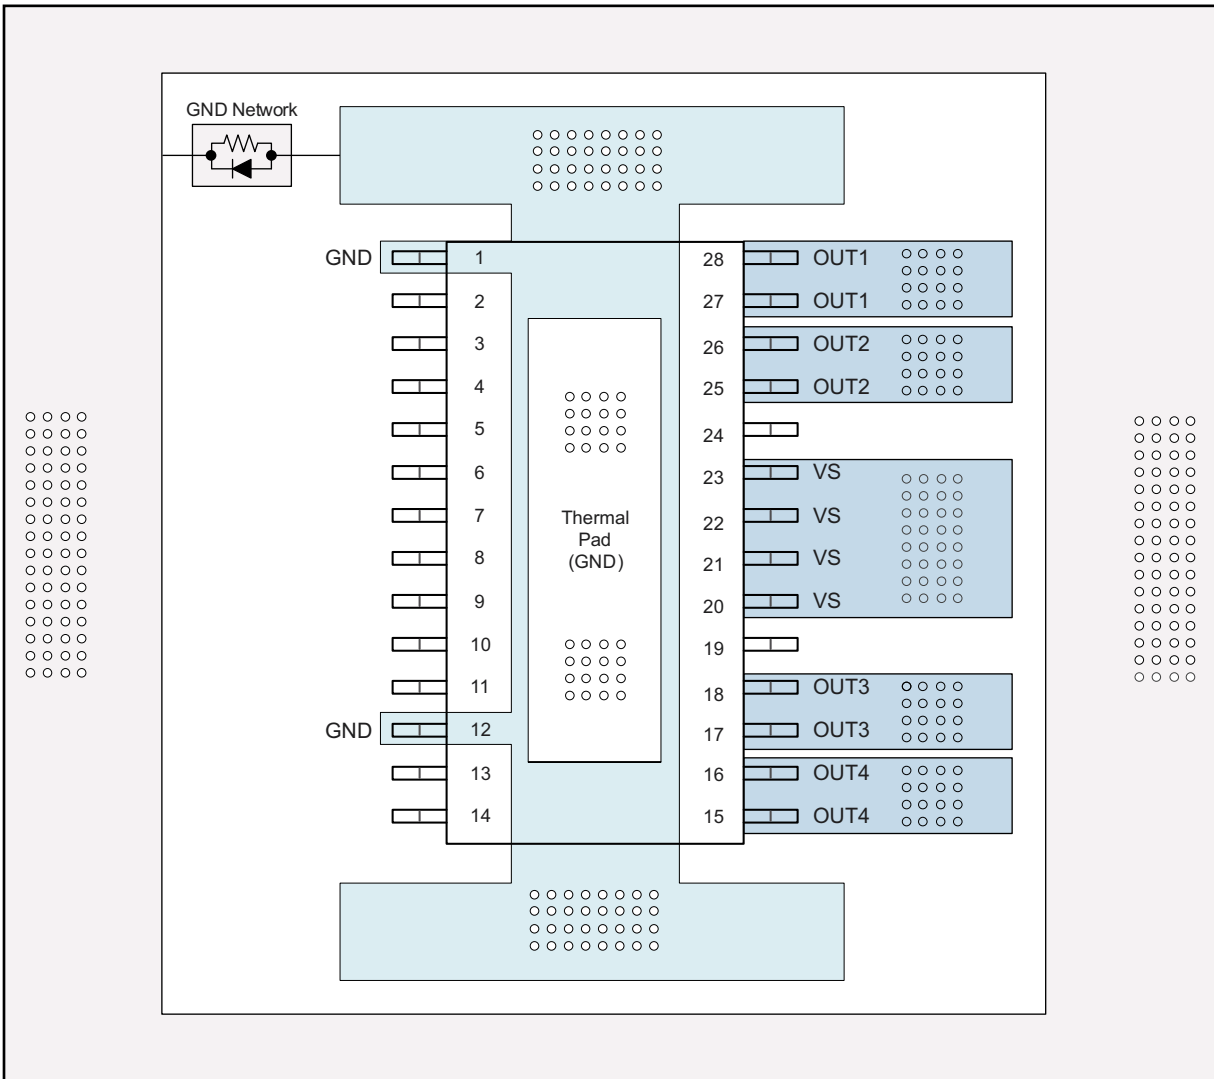 GND Network
GND 1 28 OUT1
2 27 OUT1
3 26 OUT2
4 25 OUT2
5 24
6 23 VS
7 22 VS
8 21 VS
9 20 VS
10 19
11 18 OUT3
GND 12 17 OUT3
13 16 OUT4
14 15 OUT4
Thermal
Pad
(GND)